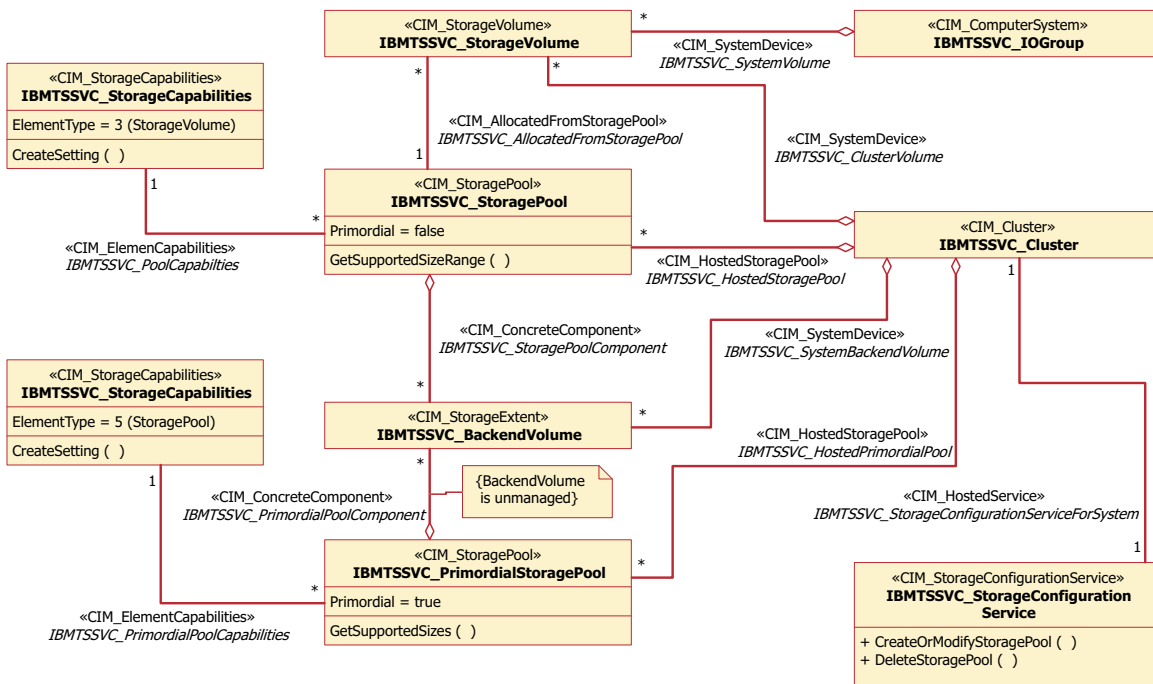 «CIM_StorageVolume»
IBMTSSVC_StorageVolume
*
«CIM_SystemDevice»
IBMTSSVC_SystemVolume
«CIM_ComputerSystem»
IBMTSSVC_IOGroup
«CIM_StorageCapabilities»
IBMTSSVC_StorageCapabilities
ElementType = 3 (StorageVolume)
CreateSetting ( )
1
*
*
«CIM_AllocatedFromStoragePool»
IBMTSSVC_AllocatedFromStoragePool
1
«CIM_SystemDevice»
IBMTSSVC_ClusterVolume
*
«CIM_ElemenCapabilities»
IBMTSSVC_PoolCapabilties
«CIM_StoragePool»
IBMTSSVC_StoragePool
Primordial = false
GetSupportedSizeRange ( )
*
«CIM_HostedStoragePool»
IBMTSSVC_HostedStoragePool
«CIM_Cluster»
IBMTSSVC_Cluster
1
«CIM_ConcreteComponent»
IBMTSSVC_StoragePoolComponent
*
«CIM_SystemDevice»
IBMTSSVC_SystemBackendVolume
*
«CIM_StorageCapabilities»
IBMTSSVC_StorageCapabilities
ElementType = 5 (StoragePool)
CreateSetting ( )
1
«CIM_StorageExtent»
IBMTSSVC_BackendVolume
*
«CIM_HostedStoragePool»
IBMTSSVC_HostedPrimordialPool
{BackendVolume
is unmanaged}
«CIM_ConcreteComponent»
IBMTSSVC_PrimordialPoolComponent
«CIM_HostedService»
IBMTSSVC_StorageConfigurationServiceForSystem
1
*
«CIM_ElementCapabilities»
IBMTSSVC_PrimordialPoolCapabilities
«CIM_StoragePool»
IBMTSSVC_PrimordialStoragePool
Primordial = true
GetSupportedSizes ( )
*
«CIM_StorageConfigurationService»
IBMTSSVC_StorageConfiguration
Service
+ CreateOrModifyStoragePool ( )
+ DeleteStoragePool ( )